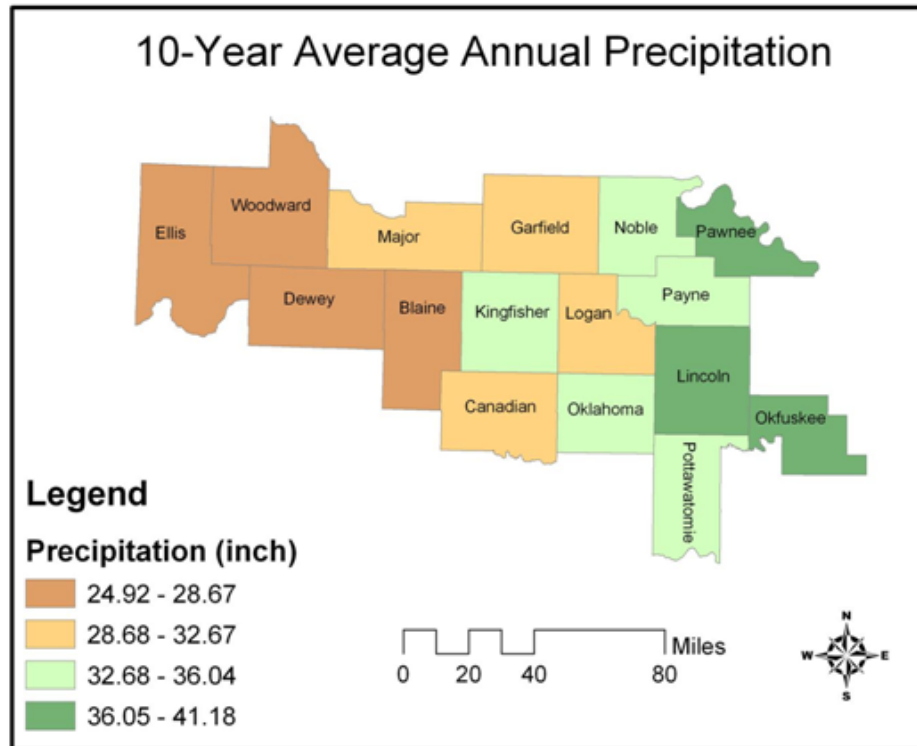 10-Year Average Annual Precipitation
Woodward
Ellis
Major
Garfield
Noble
Pawnee
Dewey
Blaine
Kingfisher
Logan
Payne
Lincoln
Canadian
Oklahoma
Okfuskee
Pottawatomie
Legend
Precipitation (inch)
24.92 - 28.67
28.68 - 32.67
32.68 - 36.04
36.05 - 41.18
Miles
0 20 40 80
N
W E
S